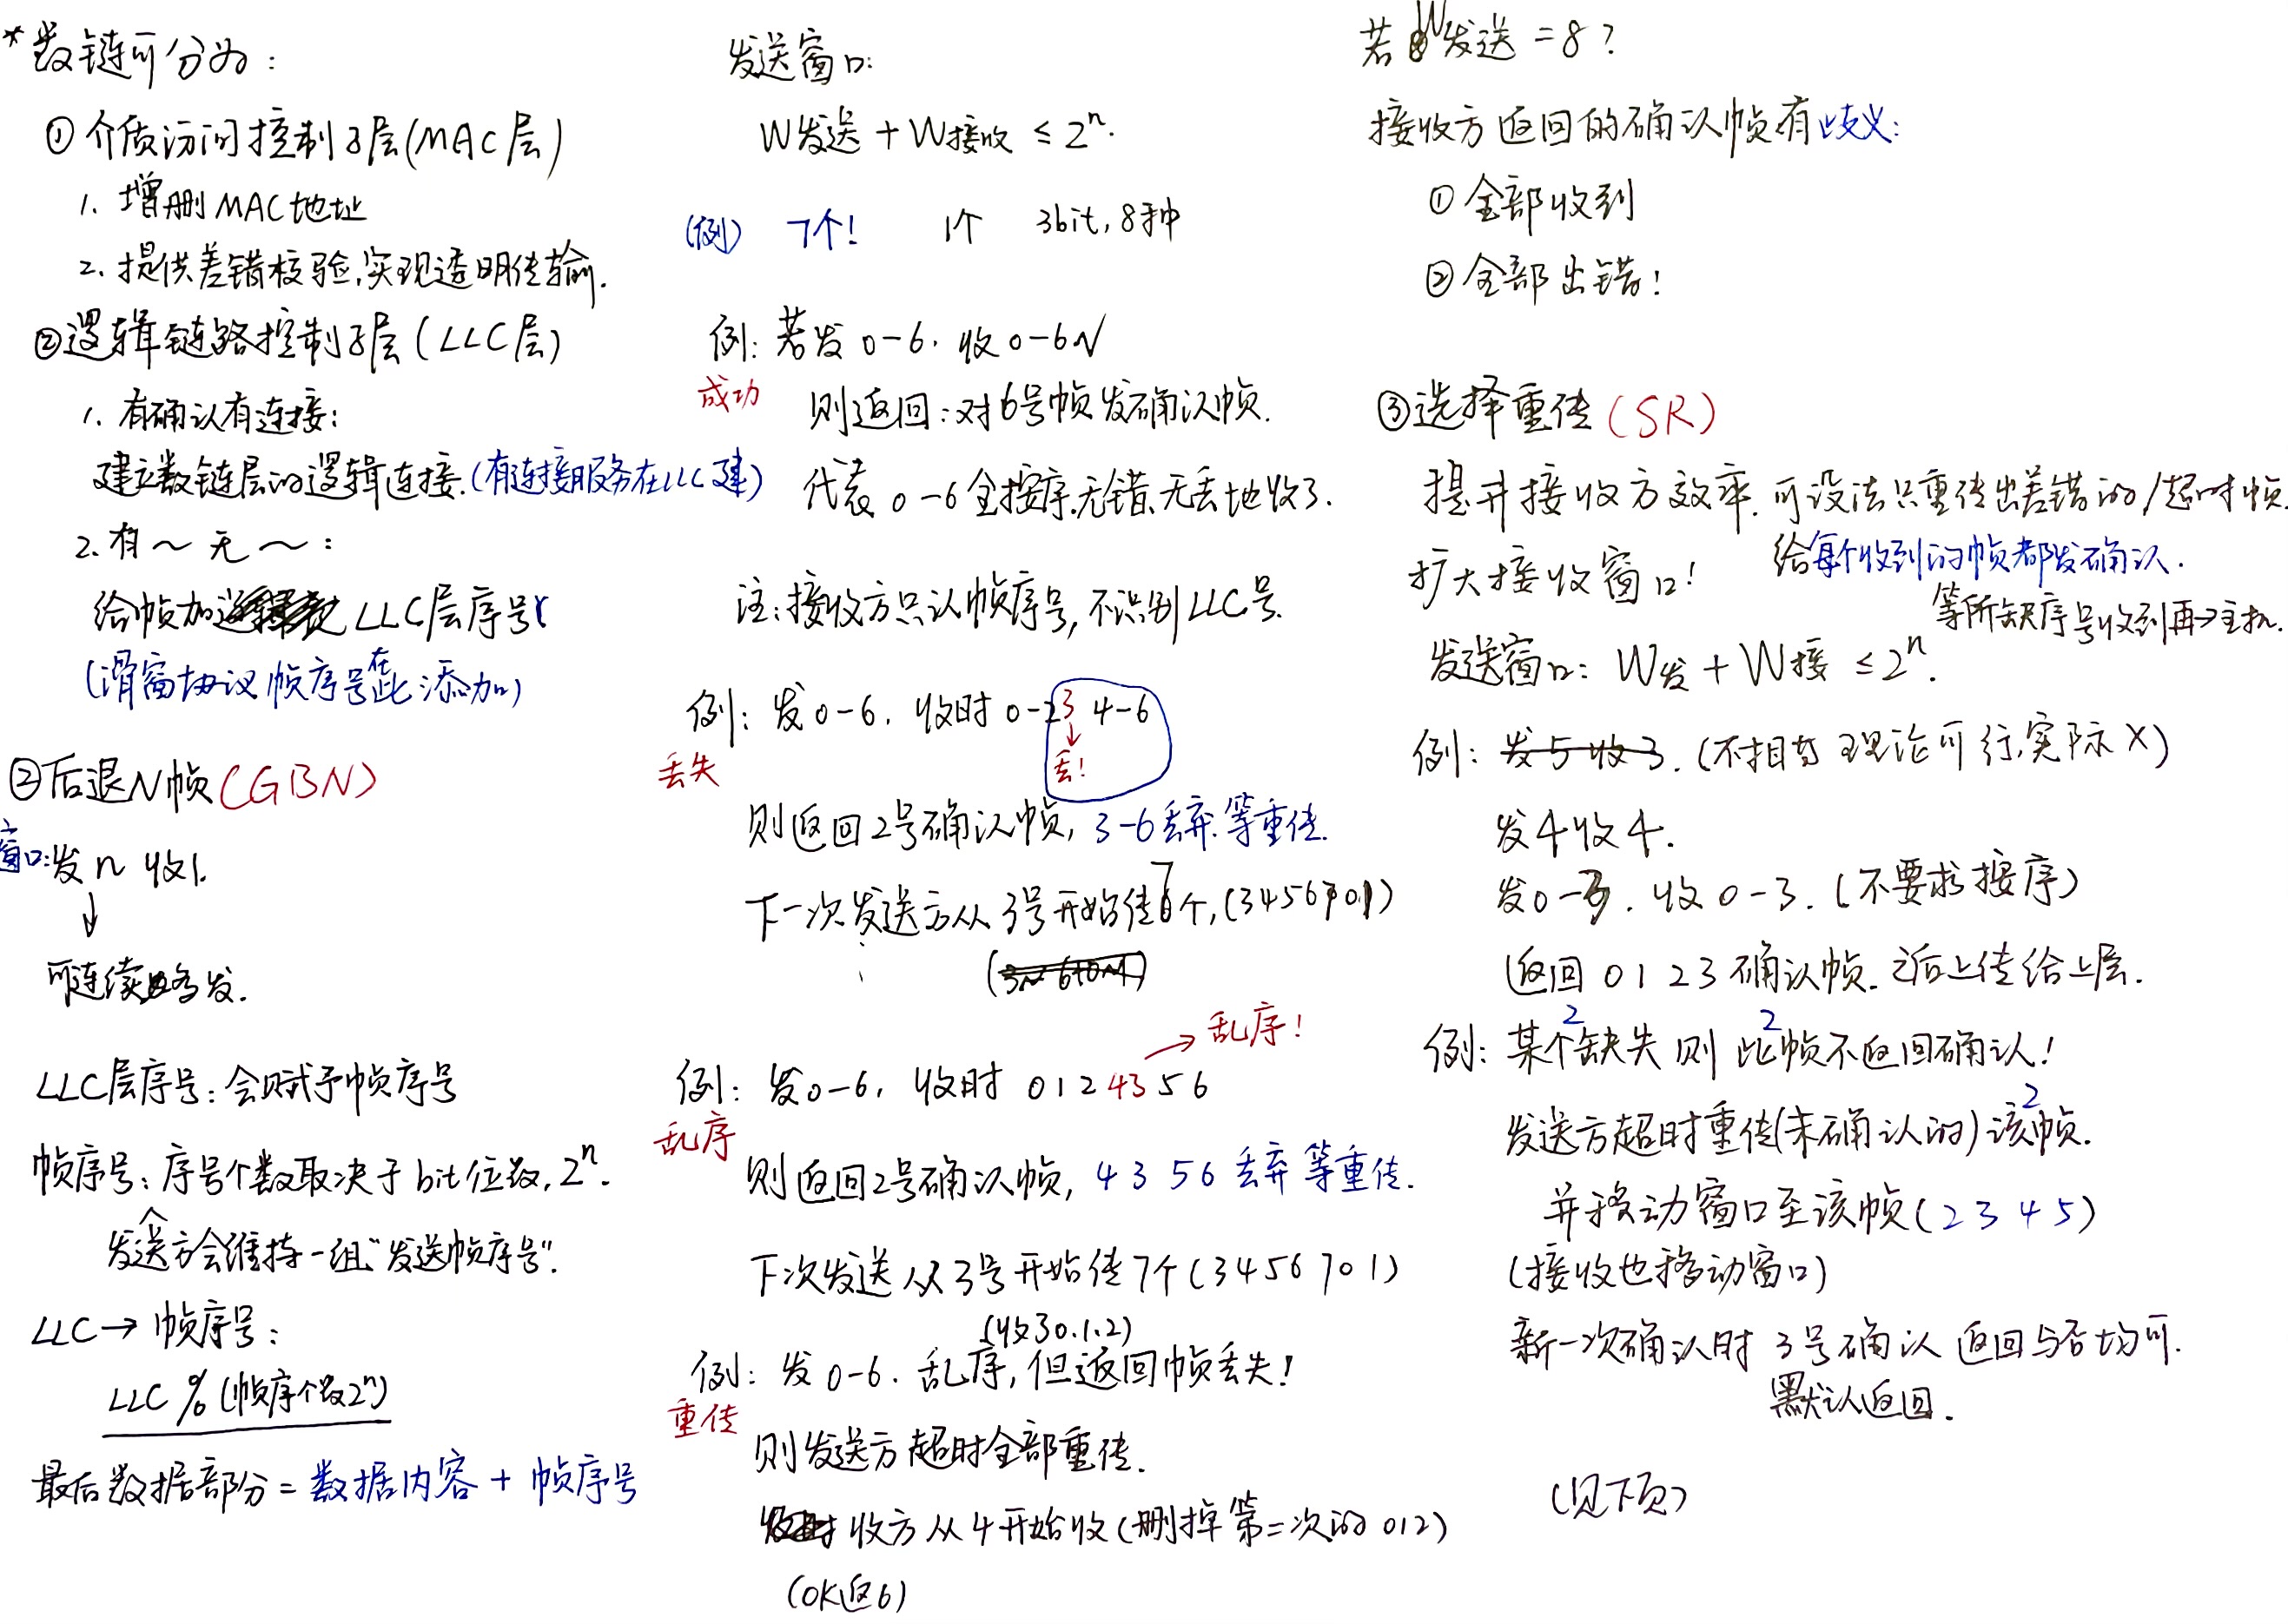 *数链可分为：
① 介质访问控制子层(MAC层)
1. 增删MAC地址
2. 提供差错校验，实现透明传输.
②逻辑链路控制子层(LLC层)
1. 有确认有连接：
建立数链层的逻辑连接.(有连接服务在LLC建)
2. 有～无～：
给帧加 LLC层序号
(滑窗协议帧序号在此添加)
②后退N帧(GBN)
窗口:发n 收1.
↓
可连续多发.
LLC层序号：会赋予帧序号
帧序号：序号个数取决于bit位数，2ⁿ.
发送方会维持一组"发送帧序号".
LLC→帧序号：
LLC %(帧序个数2ⁿ)
最后数据部分=数据内容+帧序号
发送窗口:
W发送+W接收 ≤ 2ⁿ.
(例) 7个! 1个 3bit,8种
例: 若发0-6. 收0-6√
成功
则返回:对6号帧发确认帧.
代表0-6全按序.无错.无丢地收了.
注:接收方只认帧序号,不识别LLC号.
例: 发0-6. 收时0-2 3 4-6
丢失 ↓丢!
则返回2号确认帧, 3-6丢弃.等重传.
下一次发送方从3号开始传7个,(3456701)
→乱序!
例: 发0-6, 收时 0 1 2 4 3 5 6
乱序
则返回2号确认帧, 4 3 5 6 丢弃 等重传.
下次发送从3号开始传7个(3456701)
(收了0.1.2)
例: 发0-6. 乱序,但返回帧丢失!
重传
则发送方超时全部重传.
收方从4开始收(删掉第二次的012)
(OK返6)
若W发送=8?
接收方返回的确认帧有歧义:
① 全部收到
② 全部出错!
③选择重传(SR)
提升接收方效率.可设法只重传出差错的/超时帧.
给每个收到的帧都发确认.
扩大接收窗口!
等所缺序号收到再→主机.
发送窗口: W发+W接 ≤2ⁿ.
例: 发5收3.(不相等 理论可行,实际×)
发4收4.
发0-3. 收0-3.(不要求按序)
返回0 1 2 3 确认帧.之后上传给上层.
例: 某个2缺失 则 此2帧不返回确认!
发送方超时重传(未确认的)该2帧.
并移动窗口至该帧(2 3 4 5)
(接收也移动窗口)
新一次确认时 3号确认 返回与否均可.
默认返回.
(见下页)